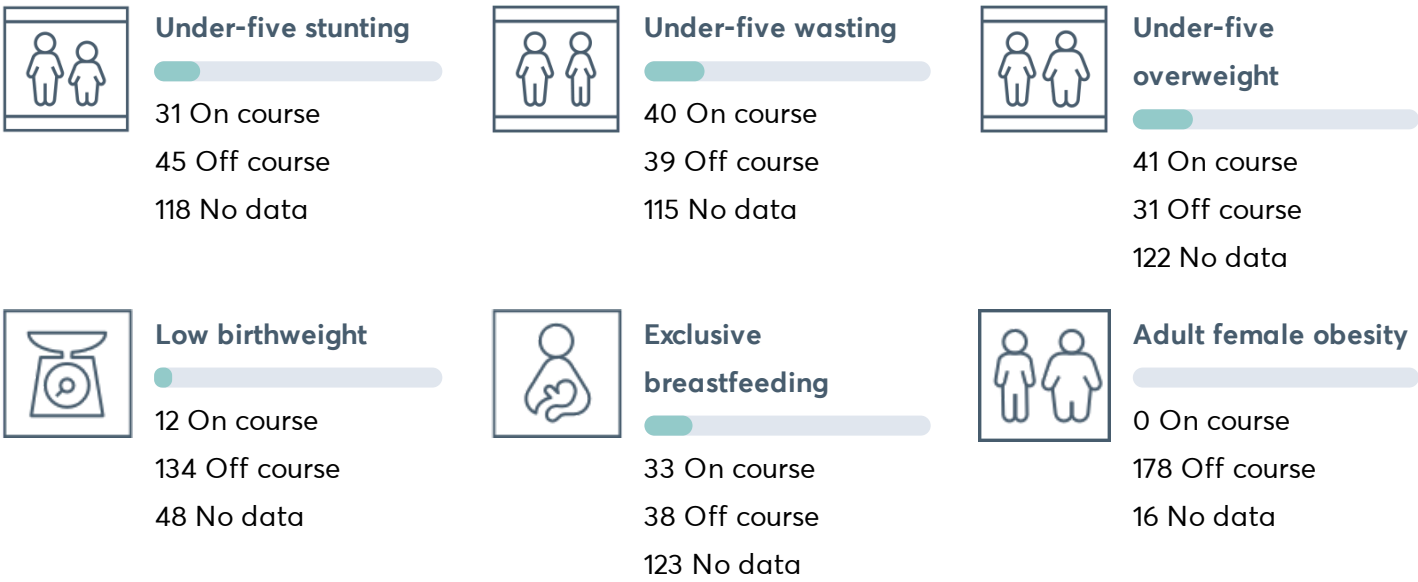 Under-five stunting
31 On course
45 Off course
118 No data
Under-five wasting
40 On course
39 Off course
115 No data
Under-five
overweight
41 On course
31 Off course
122 No data
Low birthweight
12 On course
134 Off course
48 No data
Exclusive
breastfeeding
33 On course
38 Off course
123 No data
Adult female obesity
0 On course
178 Off course
16 No data